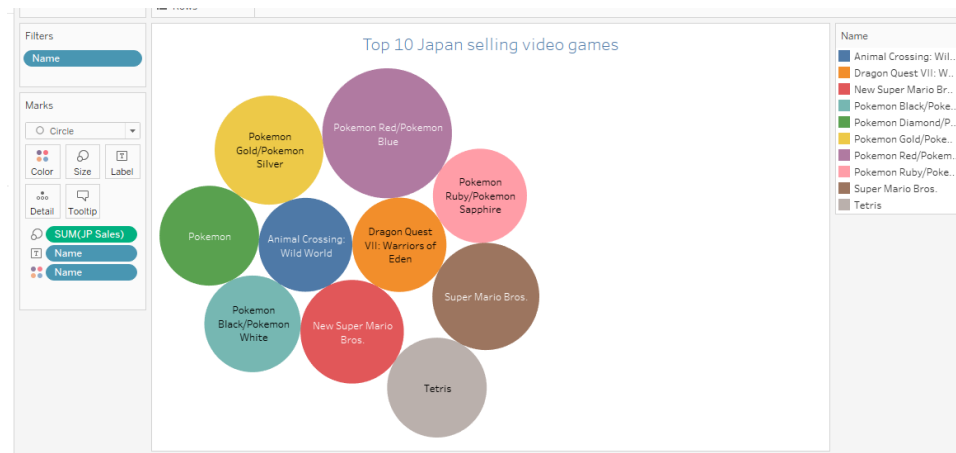 Rows
Filters
Name
Marks
Circle
Color
Size
Label
Detail
Tooltip
SUM(JP Sales)
Name
Name
Top 10 Japan selling video games
Pokemon
Gold/Pokemon
Silver
Pokemon Red/Pokemon
Blue
Pokemon
Ruby/Pokemon
Sapphire
Pokemon
Animal Crossing:
Wild World
Dragon Quest
VII: Warriors of
Eden
Super Mario Bros.
Pokemon
Black/Pokemon
White
New Super Mario
Bros.
Tetris
Name
Animal Crossing: Wil..
Dragon Quest VII: W..
New Super Mario Br..
Pokemon Black/Poke..
Pokemon Diamond/P..
Pokemon Gold/Poke..
Pokemon Red/Pokem..
Pokemon Ruby/Poke..
Super Mario Bros.
Tetris